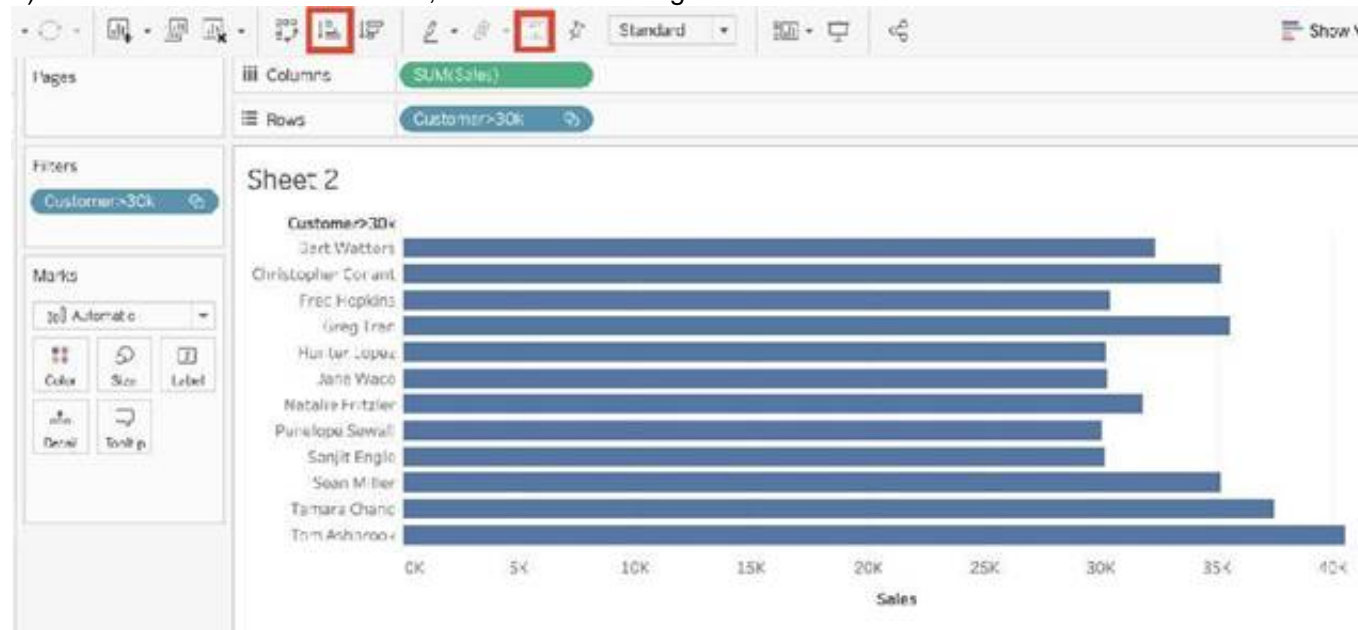 Standard
Show
Pages
Columns
SUM(Sales)
Rows
Customer>30k
Filters
Customer>30k
Sheet 2
Customer>30k
Marks
Automatic
Color
Size
Label
Detail
Tooltip
Bart Watters
Christopher Conant
Fred Hopkins
Greg Tran
Hunter Lopez
Jane Waco
Natalie Fritzler
Penelope Sewall
Sanjit Engle
Sean Miller
Tamara Chand
Tom Ashbrook
0K 5K 10K 15K 20K 25K 30K 35K 40K
Sales